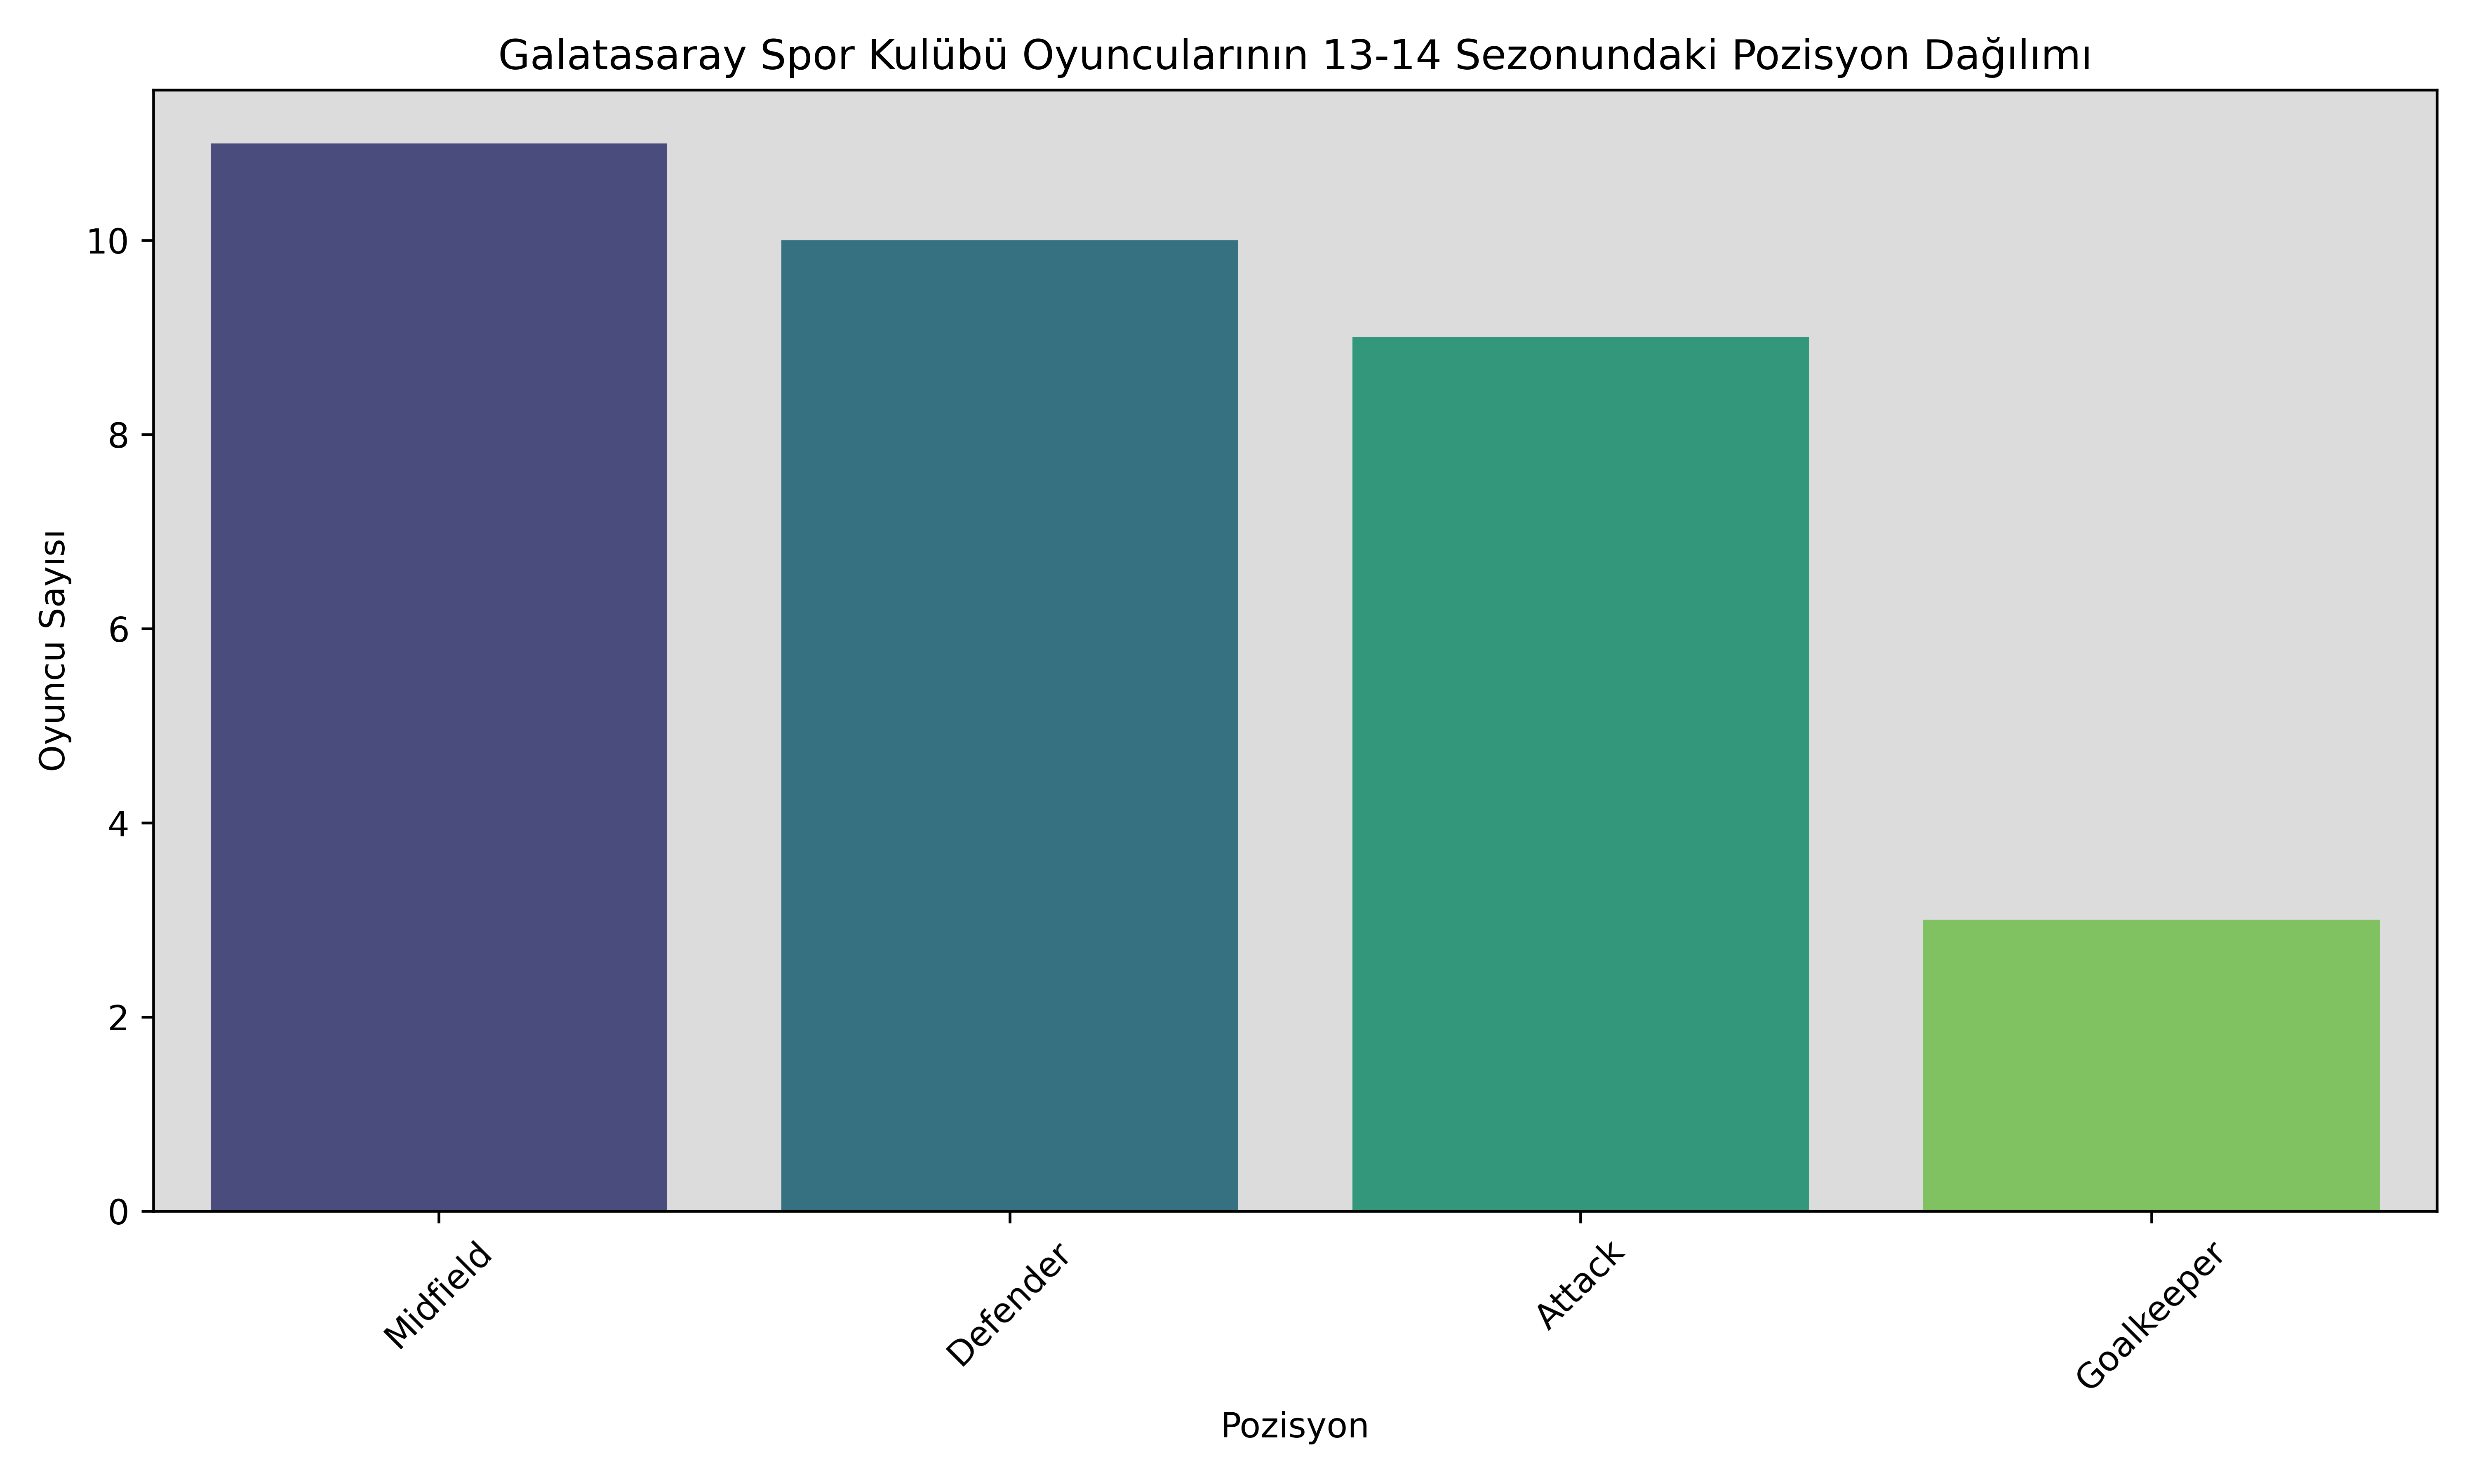 Galatasaray Spor Kulübü Oyuncularının 13-14 Sezonundaki Pozisyon Dağılımı
Oyuncu Sayısı
10
8
6
4
2
0
Midfield
Defender
Attack
Goalkeeper
Pozisyon